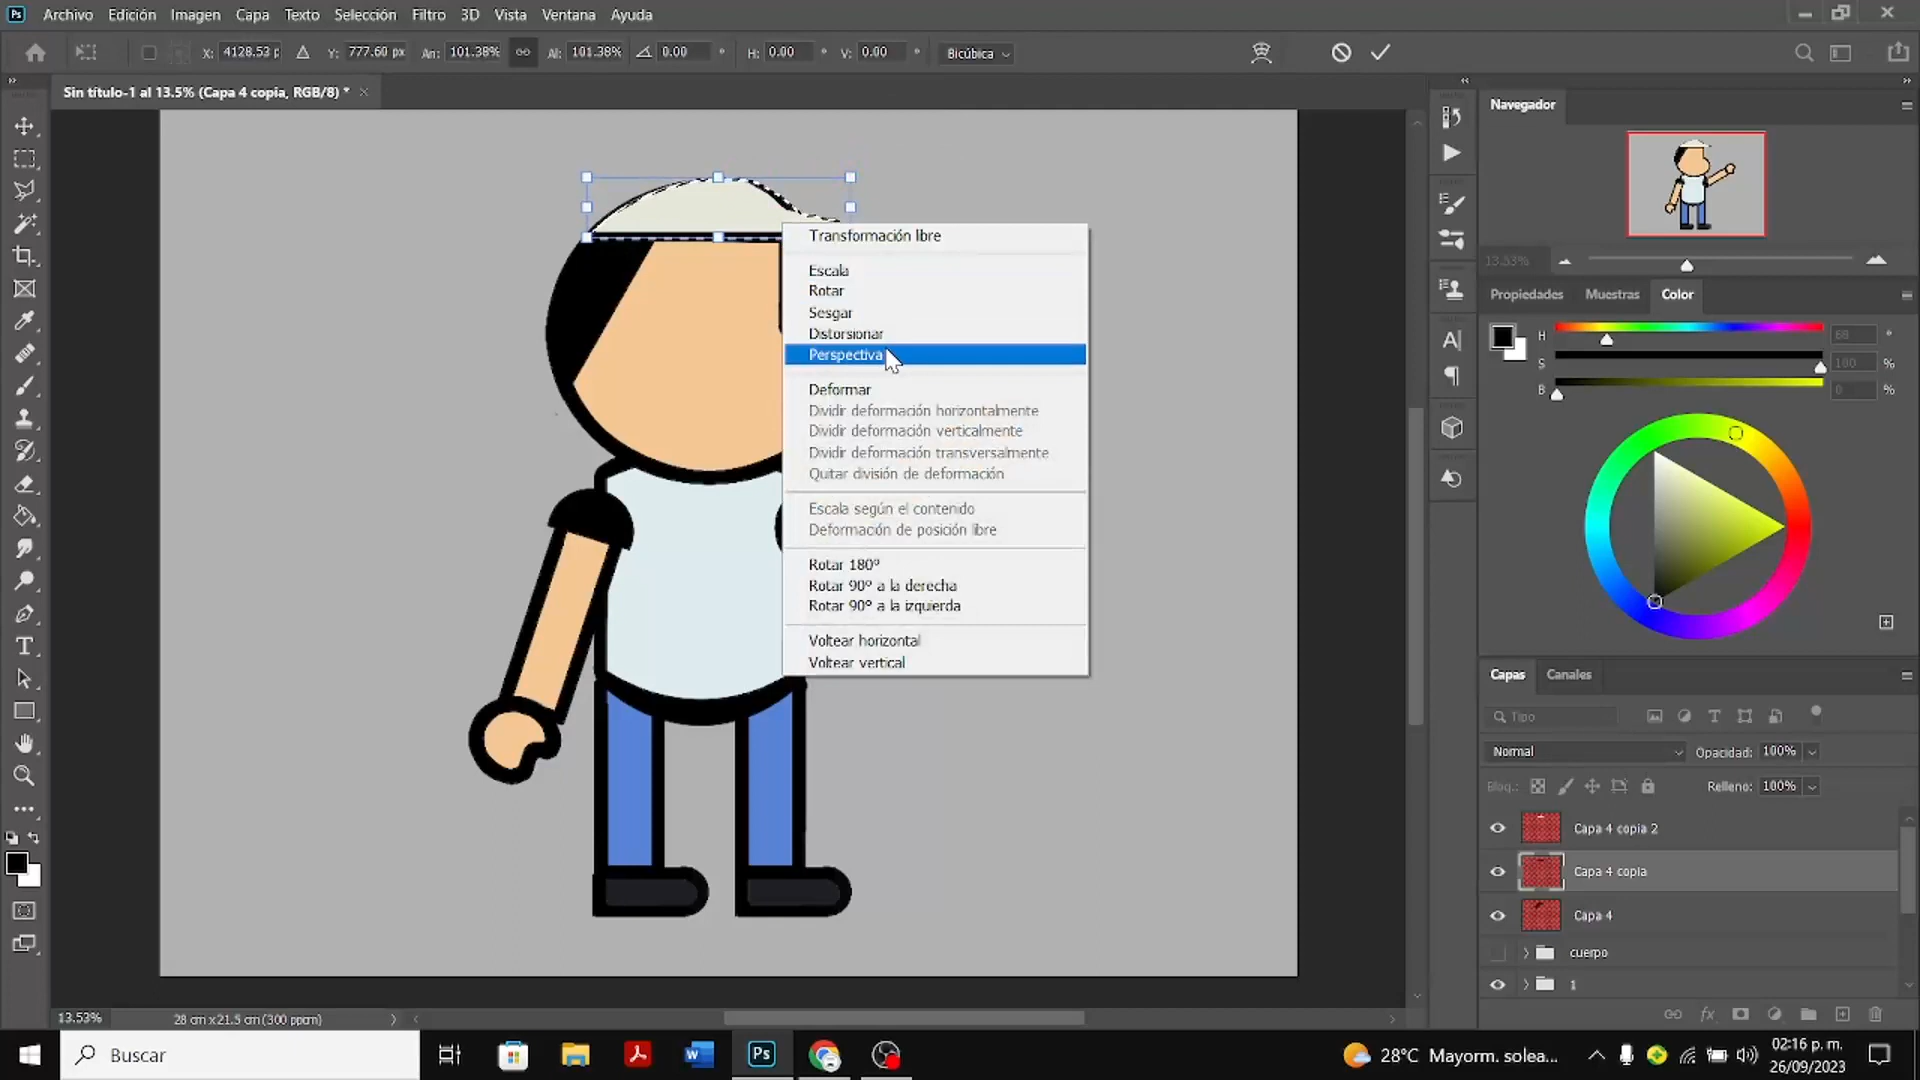 Ps Archivo Edición Imagen Capa Texto Selección Filtro 3D Vista Ventana Ayuda
X: 4128.53 p Y: 777.60 px An: 101.38% Al: 101.38% 0.00 ° H: 0.00 ° V: 0.00 ° Bicúbica
Sin título-1 al 13.5% (Capa 4 copia, RGB/8) * ×
Navegador
13.53%
Propiedades Muestras Color
H 68 °
S 100 %
B 0 %
Transformación libre
Escala
Rotar
Sesgar
Distorsionar
Perspectiva
Deformar
Dividir deformación horizontalmente
Dividir deformación verticalmente
Dividir deformación transversalmente
Quitar división de deformación
Escala según el contenido
Deformación de posición libre
Rotar 180º
Rotar 90º a la derecha
Rotar 90º a la izquierda
Voltear horizontal
Voltear vertical
Capas Canales
Tipo
Normal Opacidad: 100%
Bloq.: Relleno: 100%
Capa 4 copia 2
Capa 4 copia
Capa 4
cuerpo
1
13.53% 28 cm x 21.5 cm (300 ppcm)
Buscar
Ps
28°C Mayorm. solea...
02:16 p. m.
26/09/2023